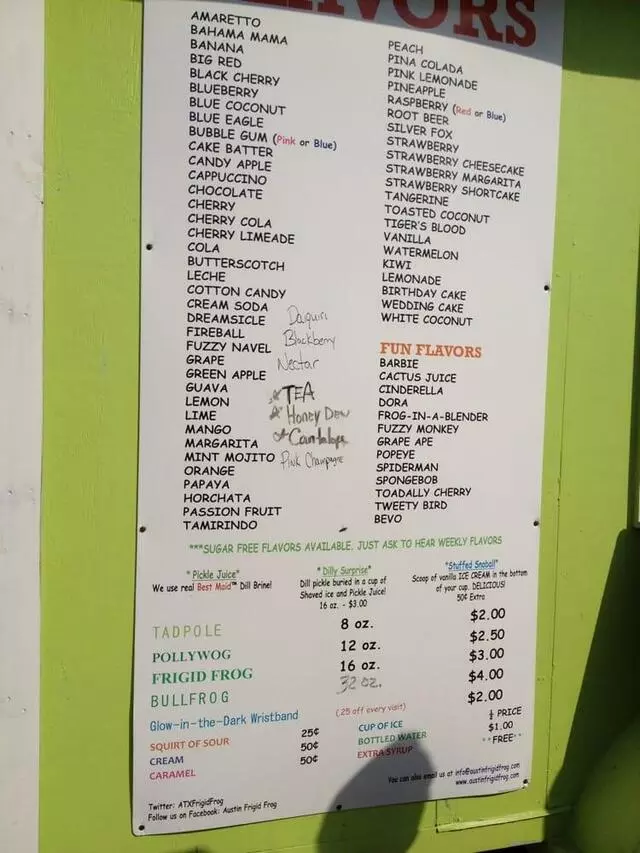 FLAVORS
AMARETTO
BAHAMA MAMA
BANANA
BIG RED
BLACK CHERRY
BLUEBERRY
BLUE COCONUT
BLUE EAGLE
BUBBLE GUM (Pink or Blue)
CAKE BATTER
CANDY APPLE
CAPPUCCINO
CHOCOLATE
CHERRY
CHERRY COLA
CHERRY LIMEADE
COLA
BUTTERSCOTCH
LECHE
COTTON CANDY
CREAM SODA
DREAMSICLE
FIREBALL
FUZZY NAVEL
GRAPE
GREEN APPLE
GUAVA
LEMON
LIME
MANGO
MARGARITA
MINT MOJITO
ORANGE
PAPAYA
HORCHATA
PASSION FRUIT
TAMIRINDO
Daquiri
Blackberry
Nectar
TEA
Honey Dew
Cantalope
Pink Champagne
PEACH
PINA COLADA
PINK LEMONADE
PINEAPPLE
RASPBERRY (Red or Blue)
ROOT BEER
SILVER FOX
STRAWBERRY
STRAWBERRY CHEESECAKE
STRAWBERRY MARGARITA
STRAWBERRY SHORTCAKE
TANGERINE
TOASTED COCONUT
TIGER'S BLOOD
VANILLA
WATERMELON
KIWI
LEMONADE
BIRTHDAY CAKE
WEDDING CAKE
WHITE COCONUT
FUN FLAVORS
BARBIE
CACTUS JUICE
CINDERELLA
DORA
FROG-IN-A-BLENDER
FUZZY MONKEY
GRAPE APE
POPEYE
SPIDERMAN
SPONGEBOB
TOADALLY CHERRY
TWEETY BIRD
BEVO
***SUGAR FREE FLAVORS AVAILABLE. JUST ASK TO HEAR WEEKLY FLAVORS
*Pickle Juice*
We use real Best Maid™ Dill Brine!
*Dilly Surprise*
Dill pickle buried in a cup of
Shaved ice and Pickle Juice!
16 oz. - $3.00
*Stuffed Snoball*
Scoop of vanilla ICE CREAM in the bottom
of your cup. DELICIOUS!
50¢ Extra
TADPOLE 8 oz. $2.00
POLLYWOG 12 oz. $2.50
FRIGID FROG 16 oz. $3.00
BULLFROG 32 oz. $4.00
Glow-in-the-Dark Wristband (.25 off every visit) $2.00
SQUIRT OF SOUR 25¢
CREAM 50¢
CARAMEL 50¢
CUP OF ICE ½ PRICE
BOTTLED WATER $1.00
EXTRA SYRUP **FREE**
You can also email us at info@austinfrigidfrog.com
www.austinfrigidfrog.com
Twitter: ATXFrigidFrog
Follow us on Facebook: Austin Frigid Frog